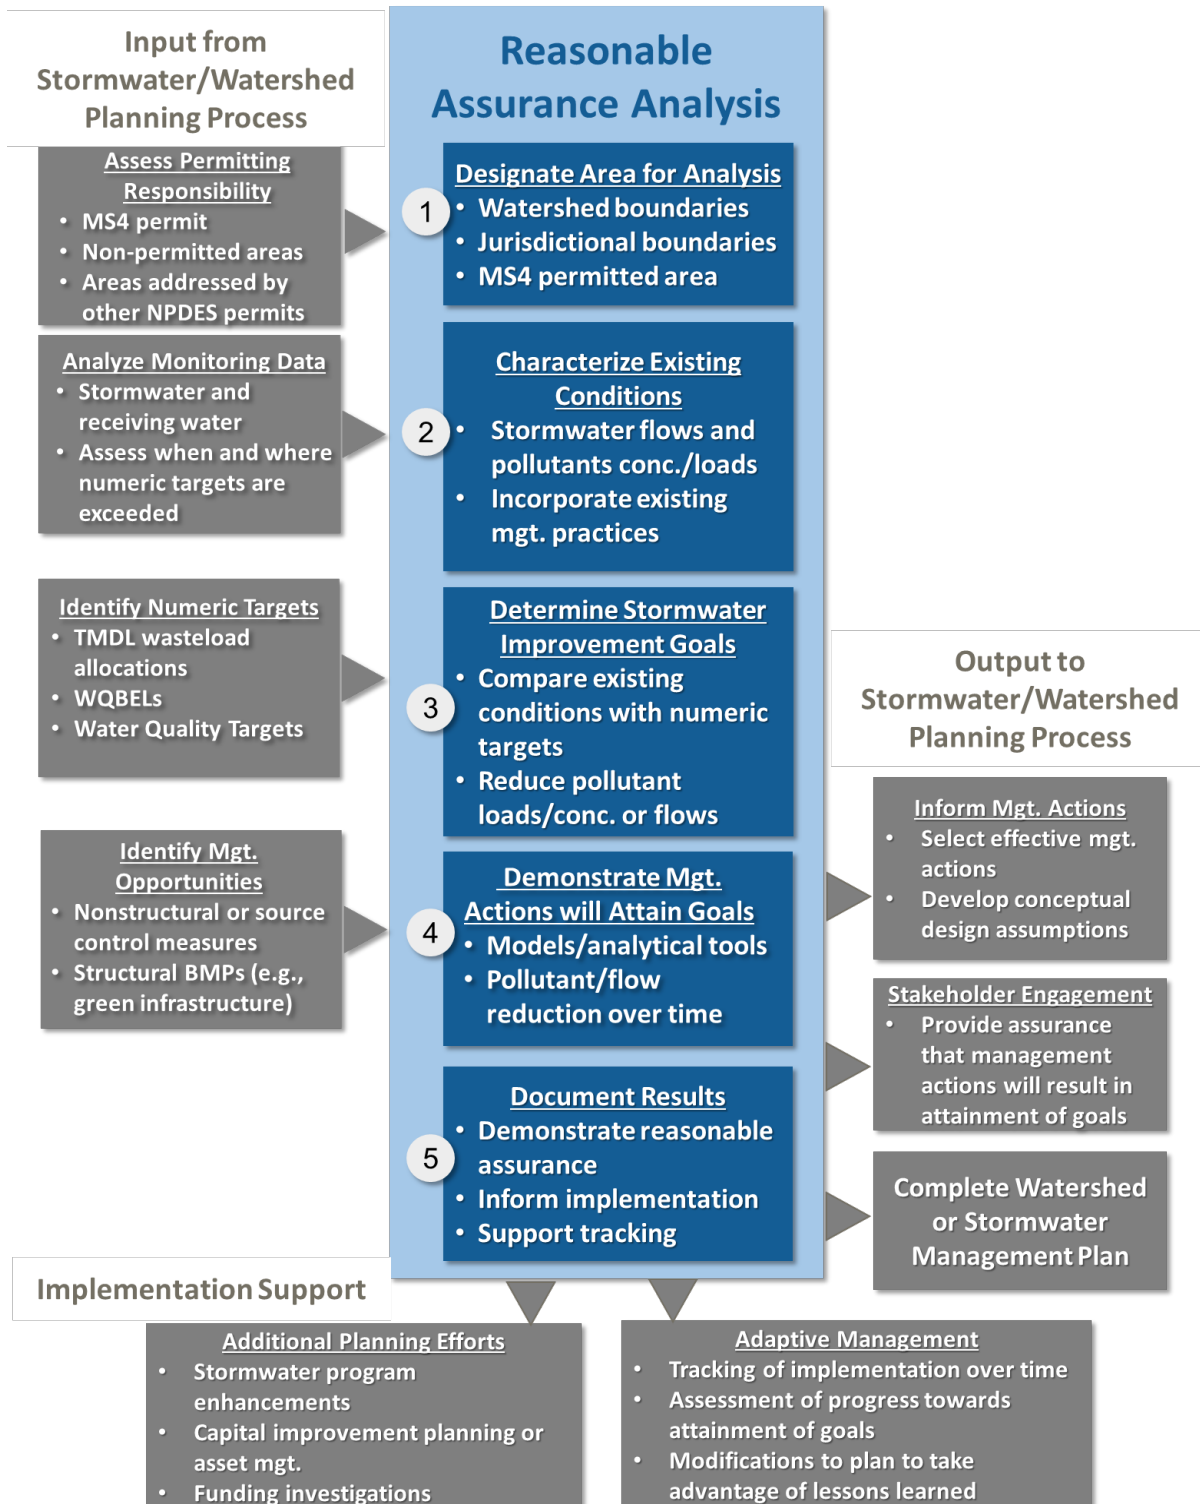 Input from
Stormwater/Watershed
Planning Process
Assess Permitting
Responsibility
• MS4 permit
• Non-permitted areas
• Areas addressed by
other NPDES permits
Analyze Monitoring Data
• Stormwater and
receiving water
• Assess when and where
numeric targets are
exceeded
Identify Numeric Targets
• TMDL wasteload
allocations
• WQBELs
• Water Quality Targets
Identify Mgt.
Opportunities
• Nonstructural or source
control measures
• Structural BMPs (e.g.,
green infrastructure)
Reasonable
Assurance Analysis
1
Designate Area for Analysis
• Watershed boundaries
• Jurisdictional boundaries
• MS4 permitted area
2
Characterize Existing
Conditions
• Stormwater flows and
pollutants conc./loads
• Incorporate existing
mgt. practices
3
Determine Stormwater
Improvement Goals
• Compare existing
conditions with numeric
targets
• Reduce pollutant
loads/conc. or flows
4
Demonstrate Mgt.
Actions will Attain Goals
• Models/analytical tools
• Pollutant/flow
reduction over time
5
Document Results
• Demonstrate reasonable
assurance
• Inform implementation
• Support tracking
Output to
Stormwater/Watershed
Planning Process
Inform Mgt. Actions
• Select effective mgt.
actions
• Develop conceptual
design assumptions
Stakeholder Engagement
• Provide assurance
that management
actions will result in
attainment of goals
Complete Watershed
or Stormwater
Management Plan
Implementation Support
Additional Planning Efforts
• Stormwater program
enhancements
• Capital improvement planning or
asset mgt.
• Funding investigations
Adaptive Management
• Tracking of implementation over time
• Assessment of progress towards
attainment of goals
• Modifications to plan to take
advantage of lessons learned